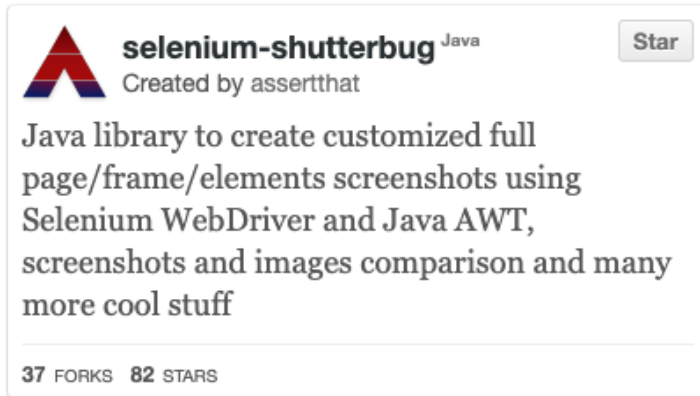 selenium-shutterbug Java
Star
Created by assertthat
Java library to create customized full
page/frame/elements screenshots using
Selenium WebDriver and Java AWT,
screenshots and images comparison and many
more cool stuff
37 FORKS 82 STARS